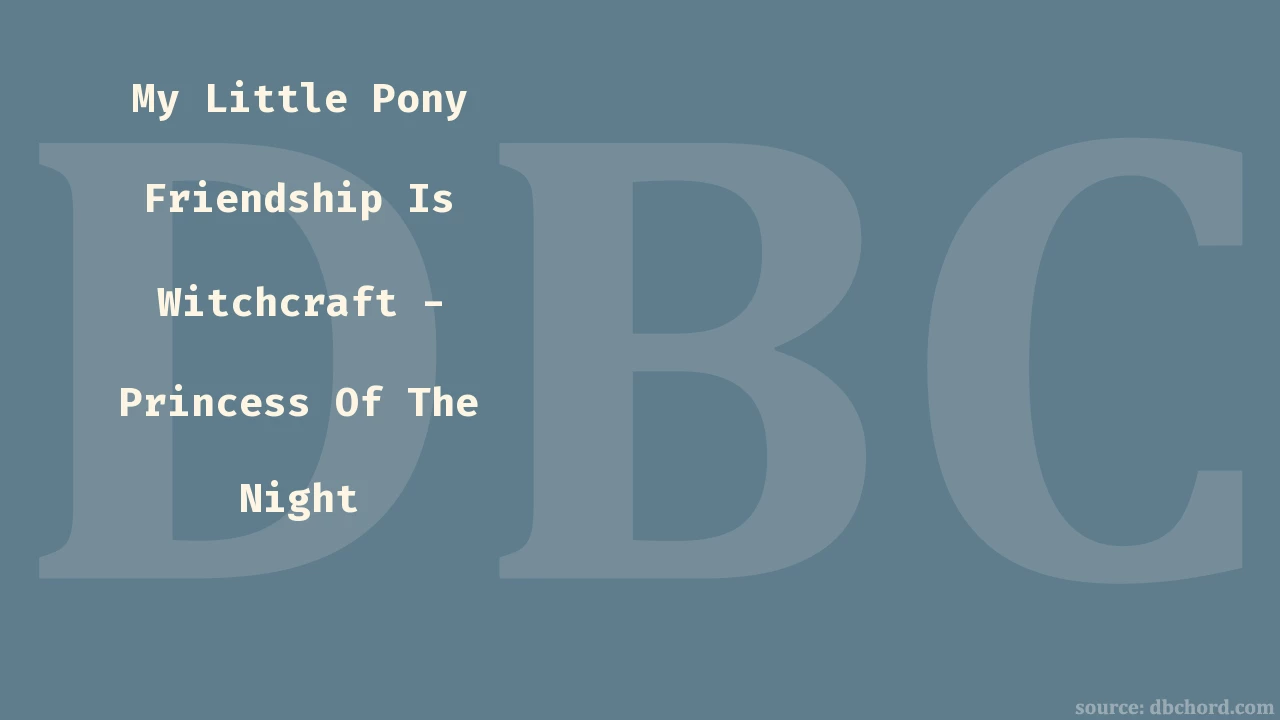 My Little Pony
Friendship Is
Witchcraft –
Princess Of The
Night
DBC
source: dbchord.com